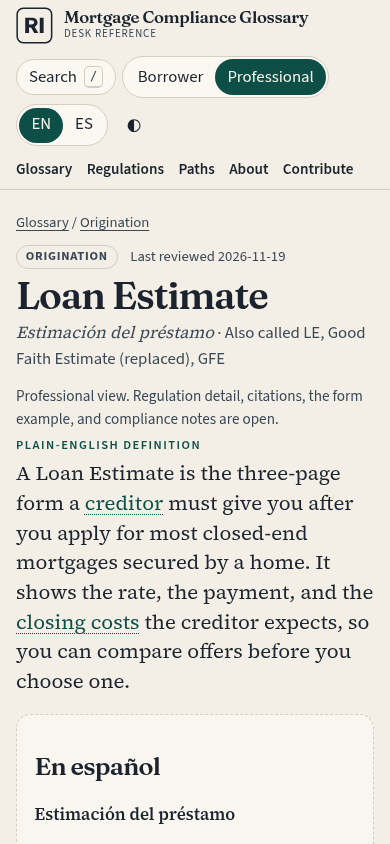 RI
Mortgage Compliance Glossary
DESK REFERENCE
Search /
Borrower Professional
EN ES
Glossary Regulations Paths About Contribute
Glossary / Origination
ORIGINATION Last reviewed 2026-11-19
Loan Estimate
Estimación del préstamo · Also called LE, Good
Faith Estimate (replaced), GFE
Professional view. Regulation detail, citations, the form
example, and compliance notes are open.
PLAIN-ENGLISH DEFINITION
A Loan Estimate is the three-page
form a creditor must give you after
you apply for most closed-end
mortgages secured by a home. It
shows the rate, the payment, and the
closing costs the creditor expects, so
you can compare offers before you
choose one.
En español
Estimación del préstamo